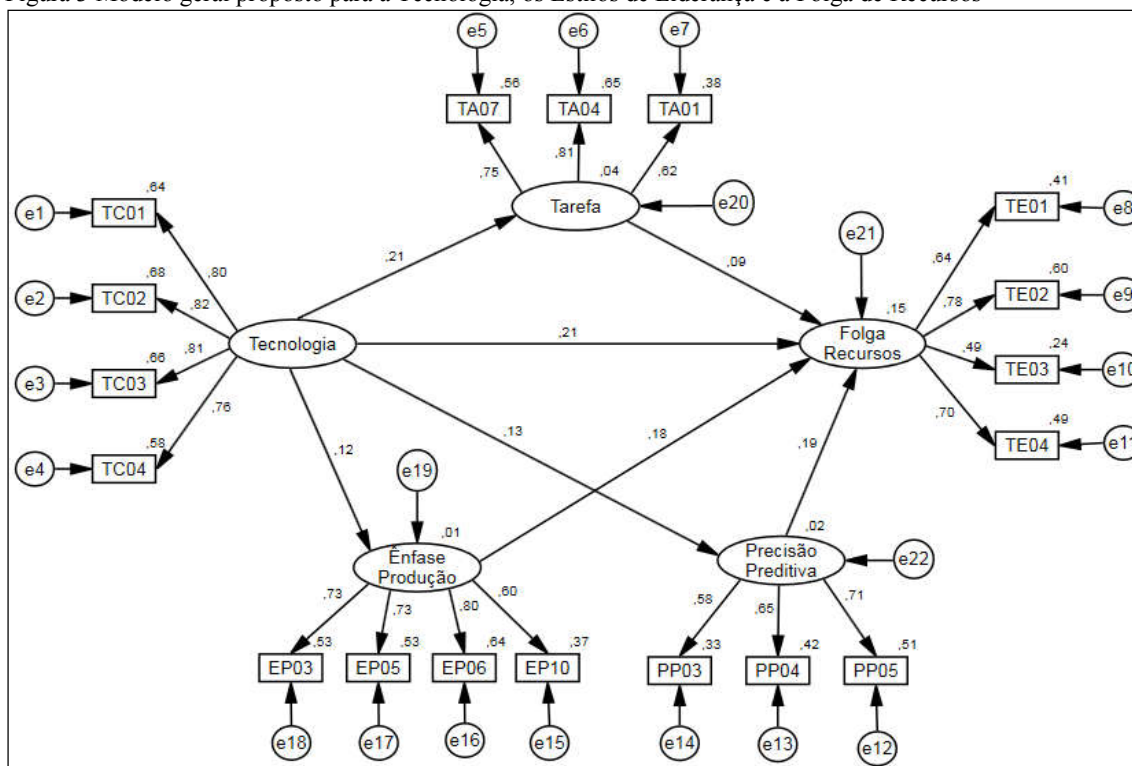 Figura 3 Modelo geral proposto para a Tecnologia, os Estilos de Liderança e a Folga de Recursos
e5 e6 e7
,56 ,65 ,38
TA07 TA04 TA01
,75 ,81 ,04 ,62
Tarefa e20
,64 ,41
e1 TC01 TE01 e8
e21
,80 ,21 ,09 ,64
,68 ,60
e2 TC02 ,82 ,78 TE02 e9
,15
Tecnologia ,21 Folga
Recursos
,66 ,81 ,49 ,24
e3 TC03 TE03 e10
,76 ,70
,58 ,49
e4 TC04 TE04 e11
,12 ,13 ,18 ,19
e19
,01 ,02
Ênfase
Produção
Precisão
Preditiva
e22
,73 ,73 ,80 ,60 ,58 ,65 ,71
,53 ,53 ,64 ,37 ,33 ,42 ,51
EP03 EP05 EP06 EP10 PP03 PP04 PP05
e18 e17 e16 e15 e14 e13 e12